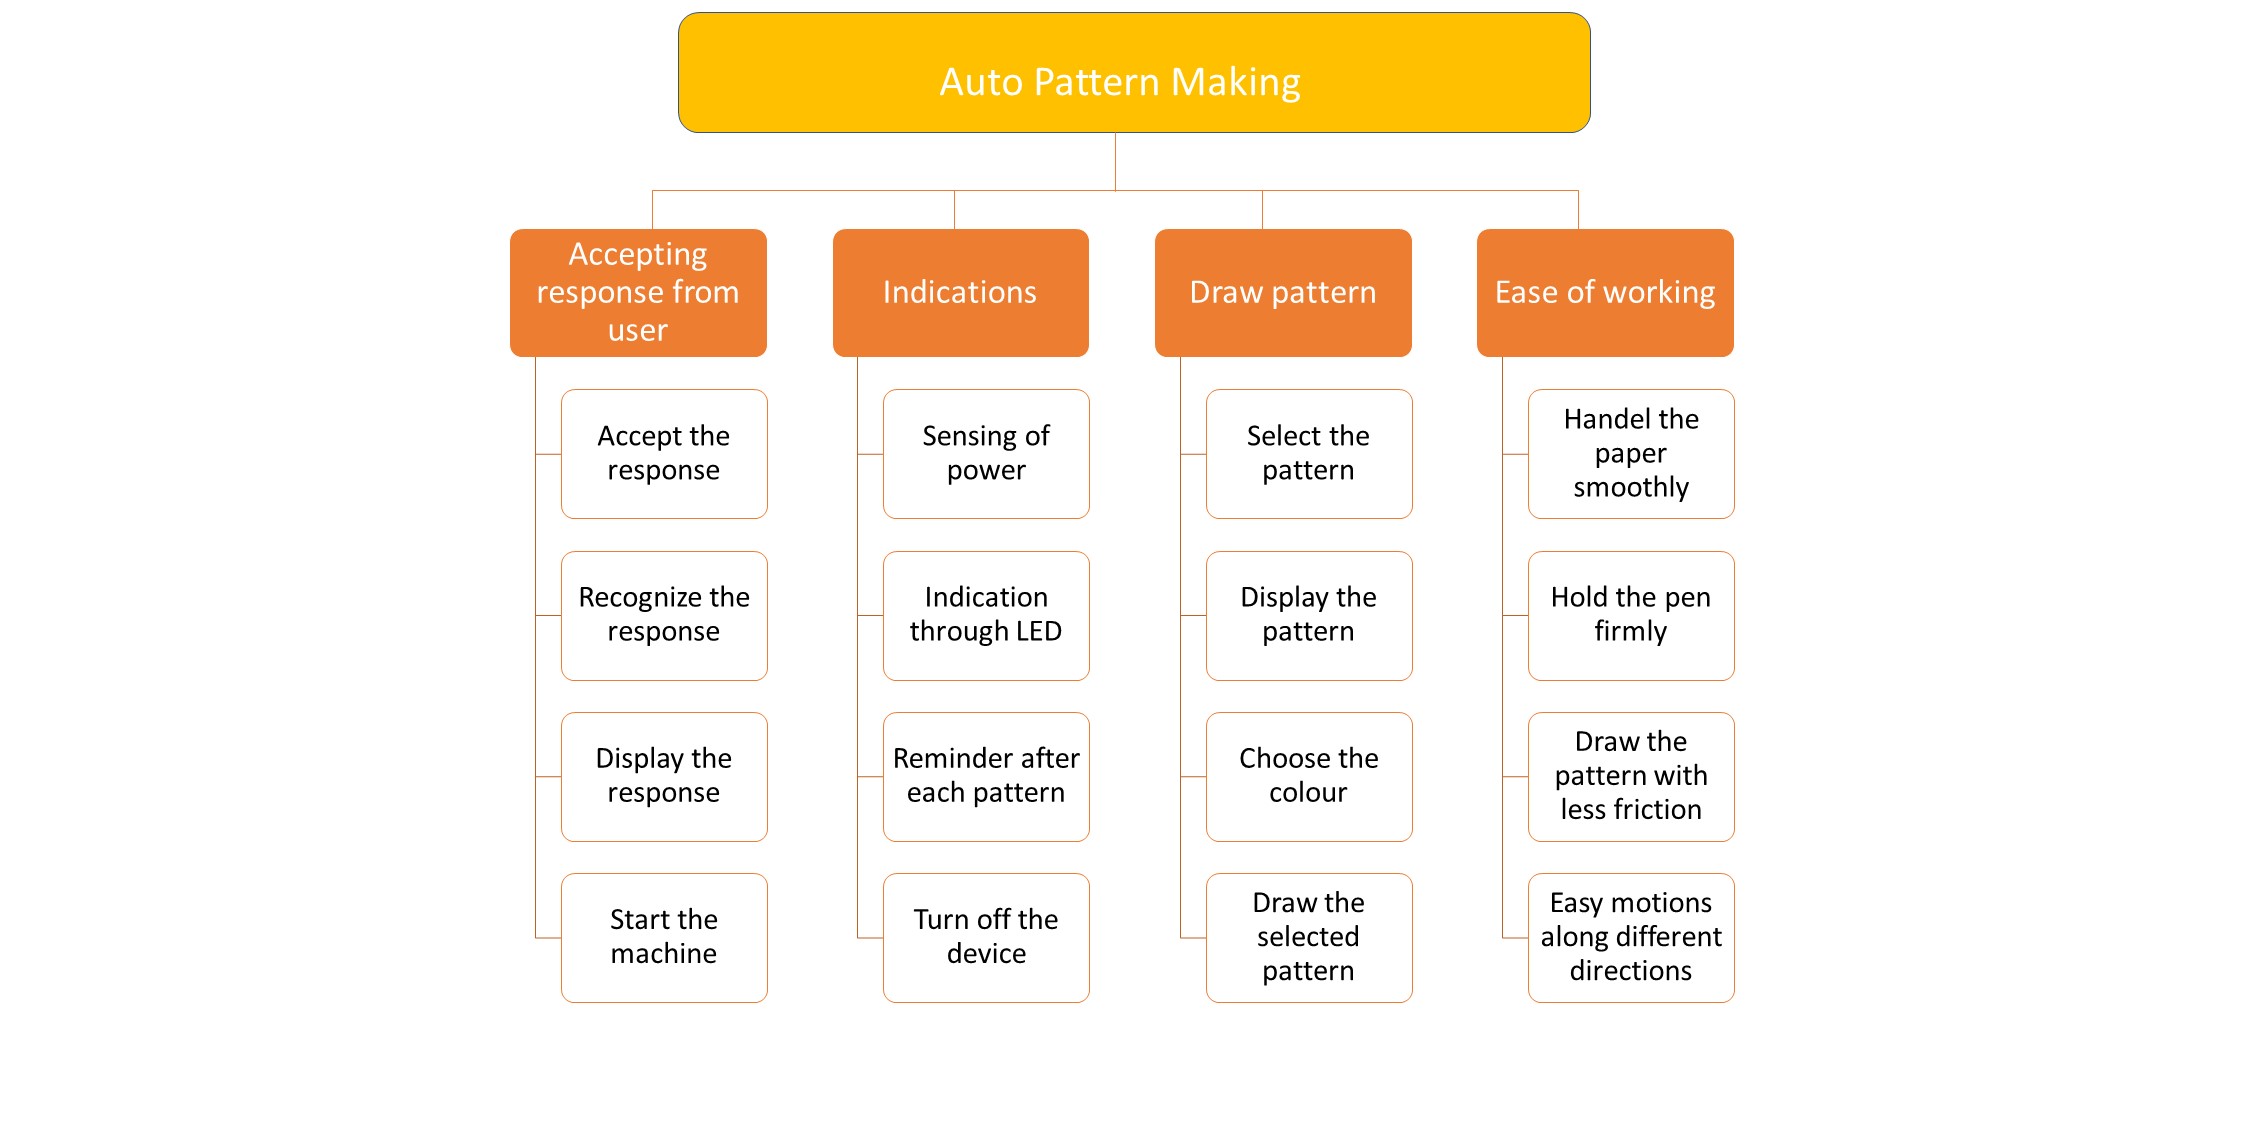 Auto Pattern Making
Accepting
response from
user
Indications
Draw pattern
Ease of working
Accept the
response
Recognize the
response
Display the
response
Start the
machine
Sensing of
power
Indication
through LED
Reminder after
each pattern
Turn off the
device
Select the
pattern
Display the
pattern
Choose the
colour
Draw the
selected
pattern
Handel the
paper
smoothly
Hold the pen
firmly
Draw the
pattern with
less friction
Easy motions
along different
directions